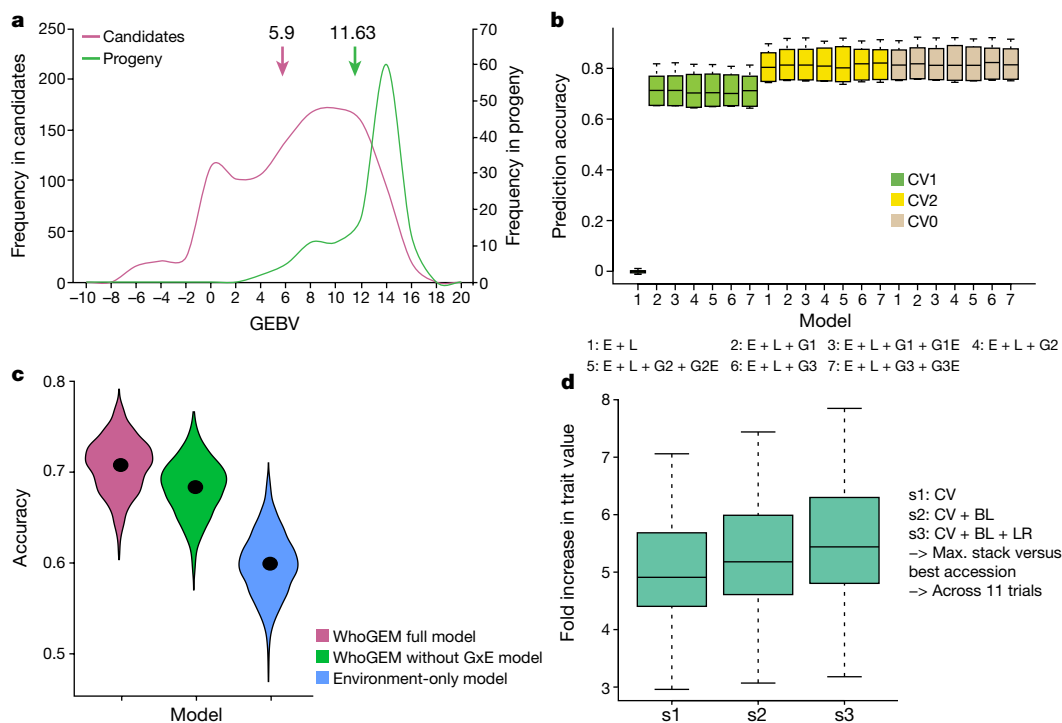 a
250
200
150
100
50
0
Frequency in candidates
Candidates
Progeny
5.9
11.63
70
60
50
40
30
20
10
0
Frequency in progeny
–10 –8 –6 –4 –2 0 2 4 6 8 10 12 14 16 18 20
GEBV
b
0.8
0.6
0.4
0.2
0
Prediction accuracy
CV1
CV2
CV0
1 2 3 4 5 6 7 1 2 3 4 5 6 7 1 2 3 4 5 6 7
Model
1: E + L 2: E + L + G1 3: E + L + G1 + G1E 4: E + L + G2
5: E + L + G2 + G2E 6: E + L + G3 7: E + L + G3 + G3E
c
0.8
0.7
0.6
0.5
Accuracy
WhoGEM full model
WhoGEM without GxE model
Environment-only model
Model
d
8
7
6
5
4
3
Fold increase in trait value
s1 s2 s3
s1: CV
s2: CV + BL
s3: CV + BL + LR
–> Max. stack versus
best accession
–> Across 11 trials